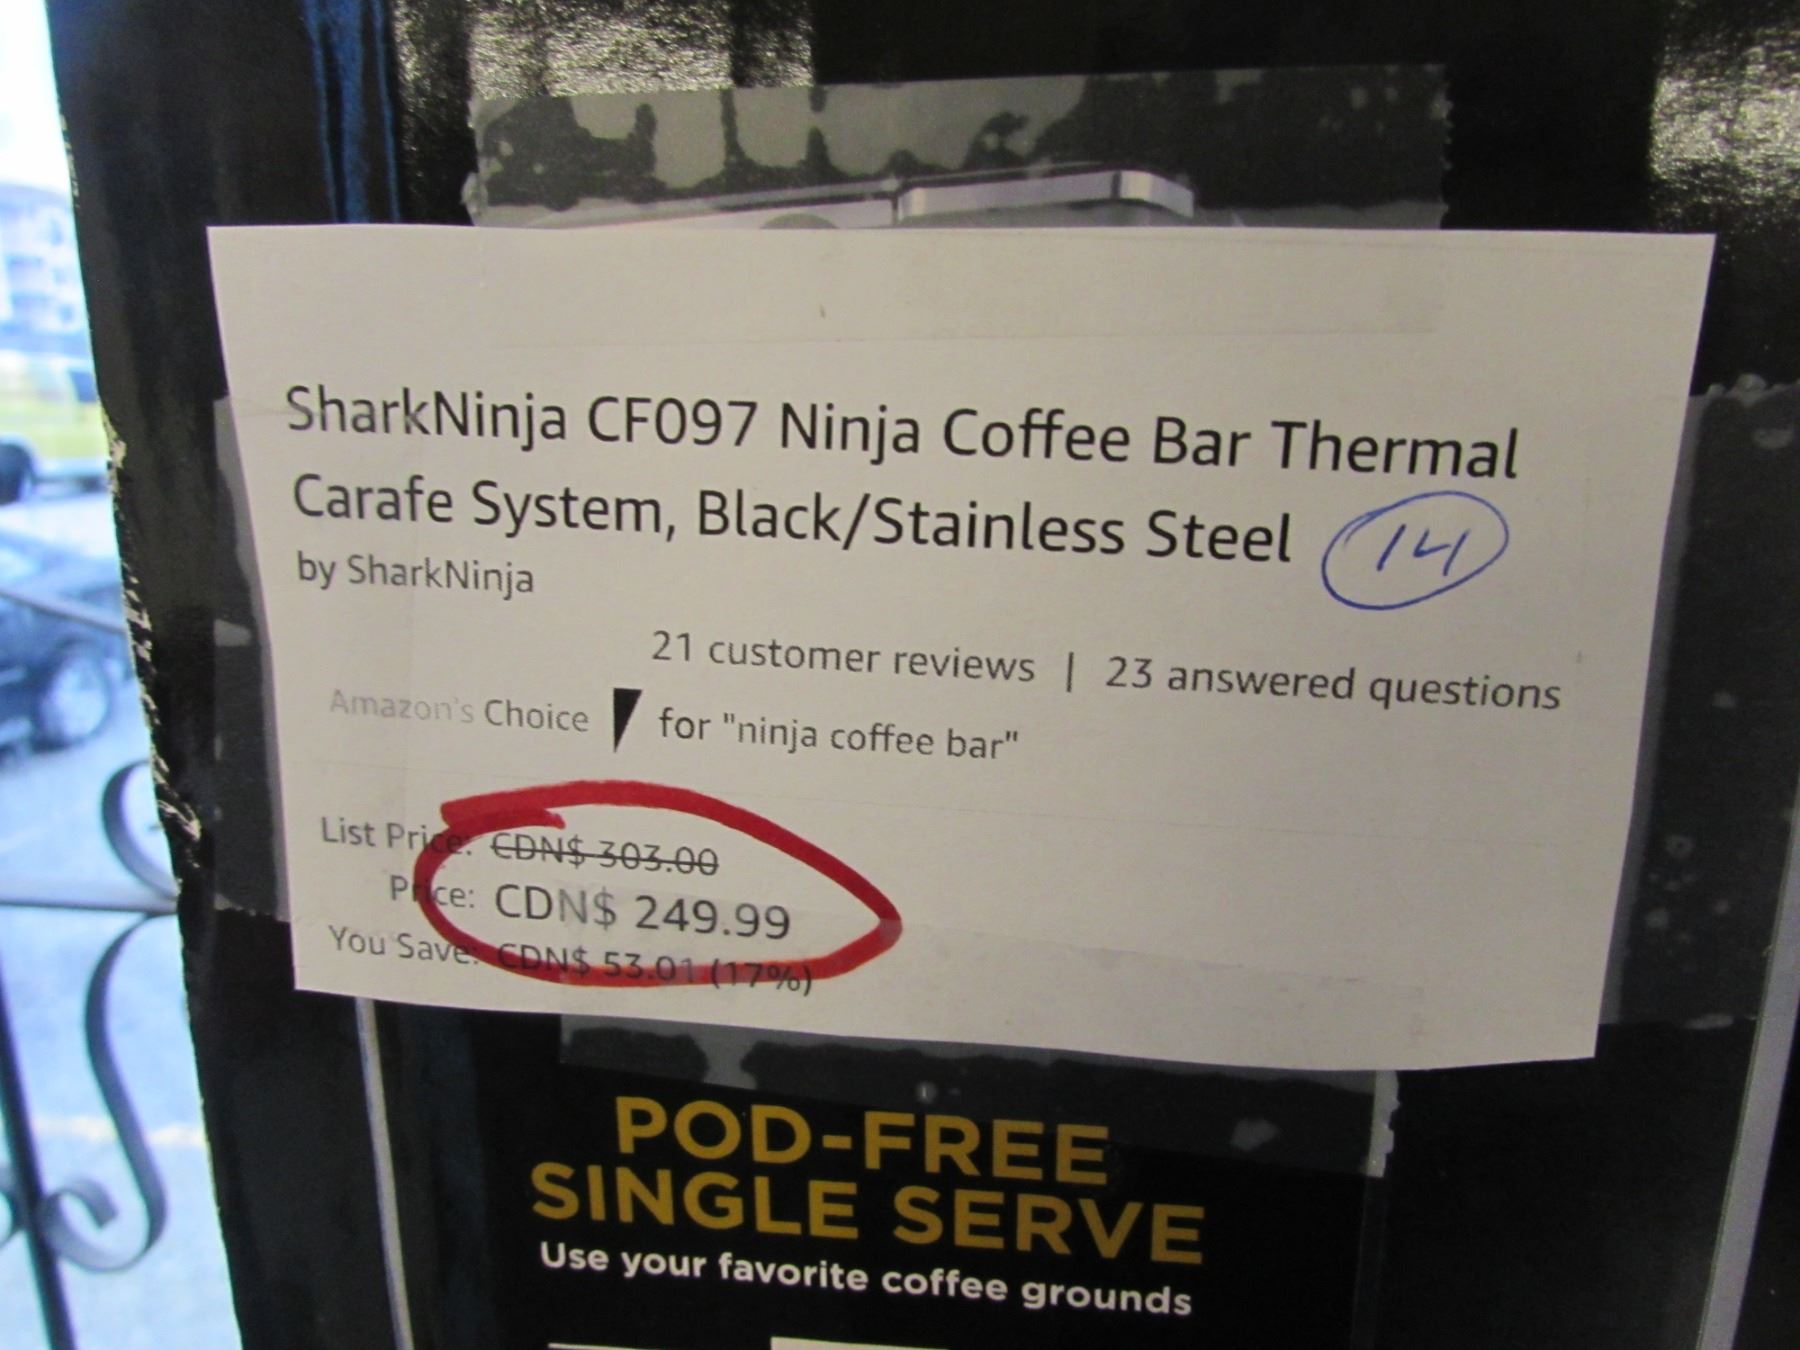 SharkNinja CF097 Ninja Coffee Bar Thermal
Carafe System, Black/Stainless Steel 14
by SharkNinja
21 customer reviews | 23 answered questions
Amazon's Choice for "ninja coffee bar"
List Price: CDN$ 303.00
Price: CDN$ 249.99
You Save: CDN$ 53.01 (17%)
POD-FREE
SINGLE SERVE
Use your favorite coffee grounds